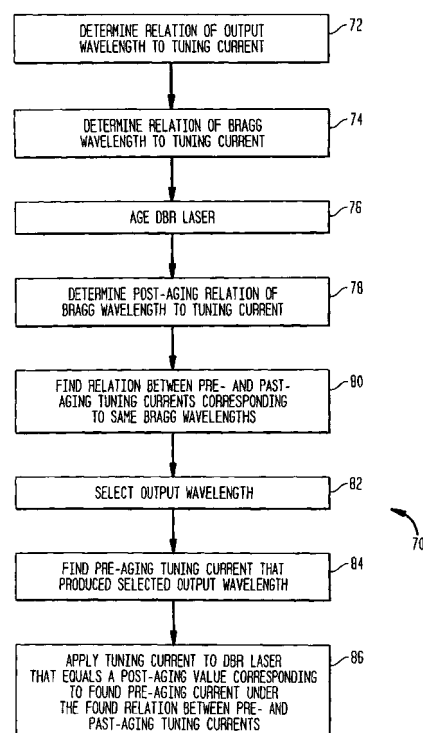 DETERMINE RELATION OF OUTPUT
WAVELENGTH TO TUNING CURRENT
72
DETERMINE RELATION OF BRAGG
WAVELENGTH TO TUNING CURRENT
74
AGE DBR LASER
76
DETERMINE POST-AGING RELATION OF
BRAGG WAVELENGTH TO TUNING CURRENT
78
FIND RELATION BETWEEN PRE- AND PAST-
AGING TUNING CURRENTS CORRESPONDING
TO SAME BRAGG WAVELENGTHS
80
SELECT OUTPUT WAVELENGTH
82
70
FIND PRE-AGING TUNING CURRENT THAT
PRODUCED SELECTED OUTPUT WAVELENGTH
84
APPLY TUNING CURRENT TO DBR LASER
THAT EQUALS A POST-AGING VALUE CORRESPONDING
TO FOUND PRE-AGING CURRENT UNDER
THE FOUND RELATION BETWEEN PRE- AND
PAST-AGING TUNING CURRENTS
86